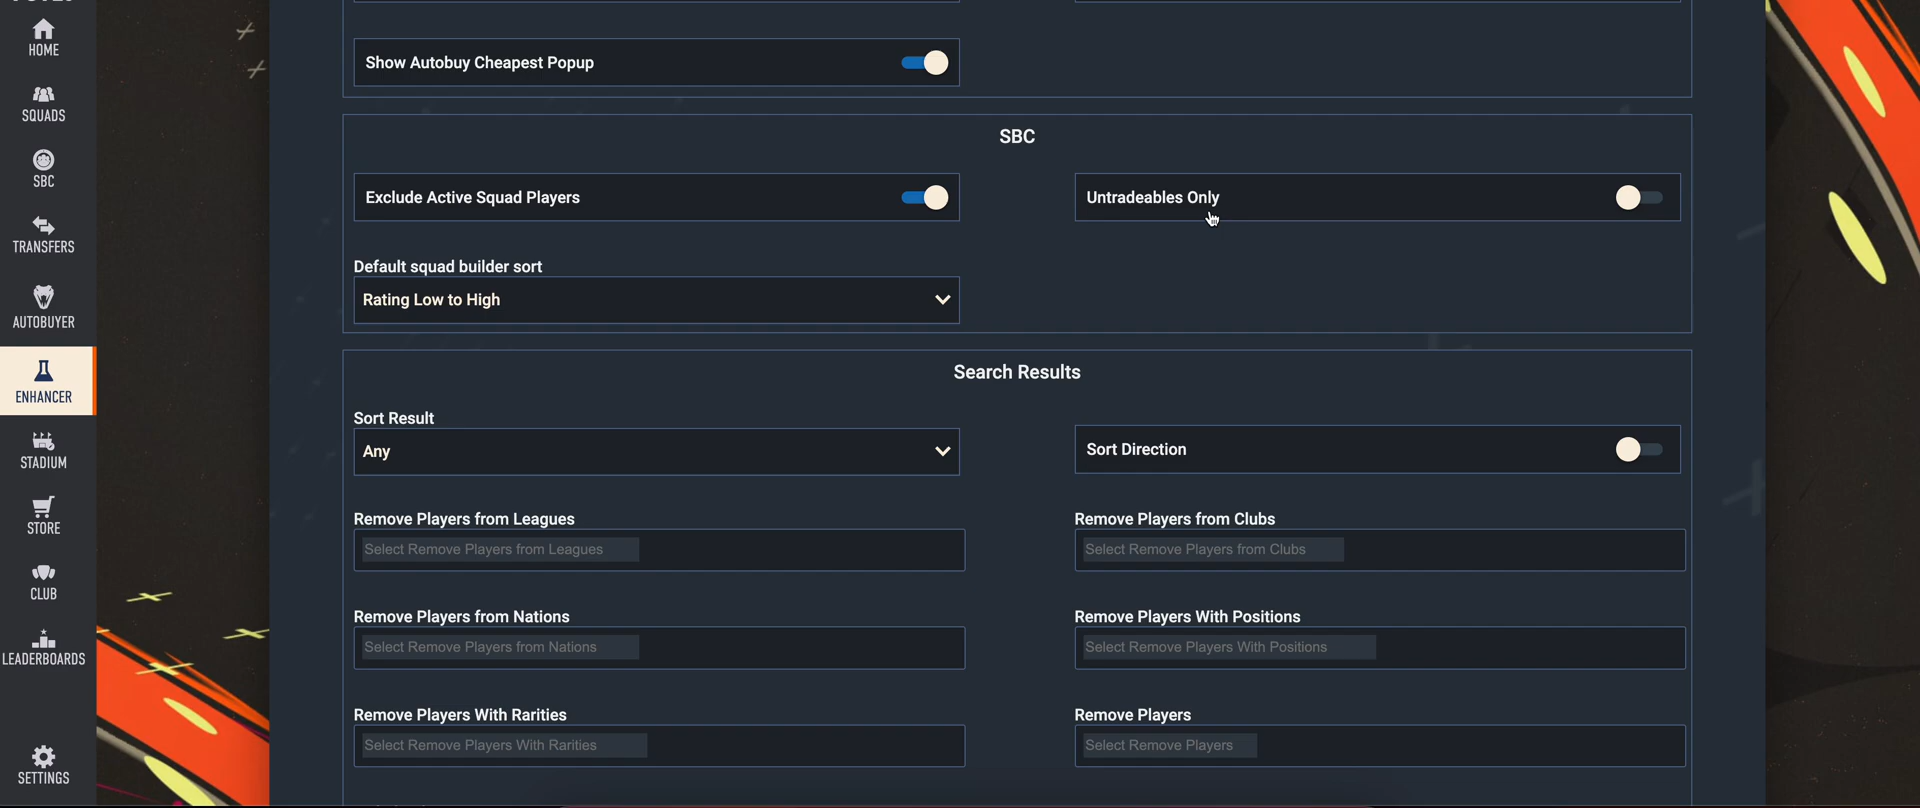 HOME
SQUADS
SBC
TRANSFERS
AUTOBUYER
ENHANCER
STADIUM
STORE
CLUB
LEADERBOARDS
SETTINGS
Show Autobuy Cheapest Popup
SBC
Exclude Active Squad Players
Untradeables Only
Default squad builder sort
Rating Low to High
Search Results
Sort Result
Any
Sort Direction
Remove Players from Leagues
Select Remove Players from Leagues
Remove Players from Clubs
Select Remove Players from Clubs
Remove Players from Nations
Select Remove Players from Nations
Remove Players With Positions
Select Remove Players With Positions
Remove Players With Rarities
Select Remove Players With Rarities
Remove Players
Select Remove Players